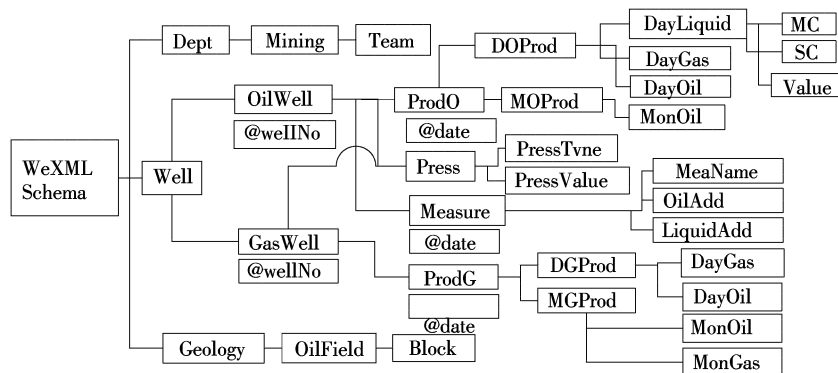 WeXML
Schema
Dept
Mining
Team
Well
OilWell
@weIINo
ProdO
@date
DOProd
DayLiquid
MC
SC
Value
DayGas
DayOil
MOProd
MonOil
Press
PressTvne
PressValue
Measure
@date
MeaName
OilAdd
LiquidAdd
GasWell
@wellNo
ProdG
@date
DGProd
DayGas
DayOil
MGProd
MonOil
MonGas
Geology
OilField
Block